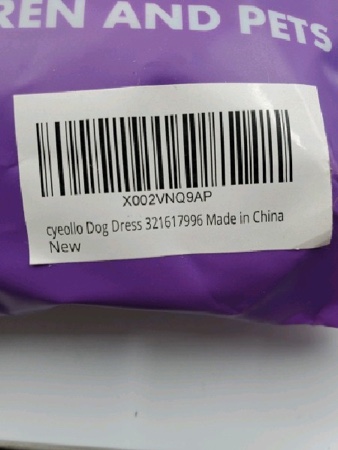 REN AND PETS
X002VNQ9AP
cyeollo Dog Dress 321617996 Made in China
New